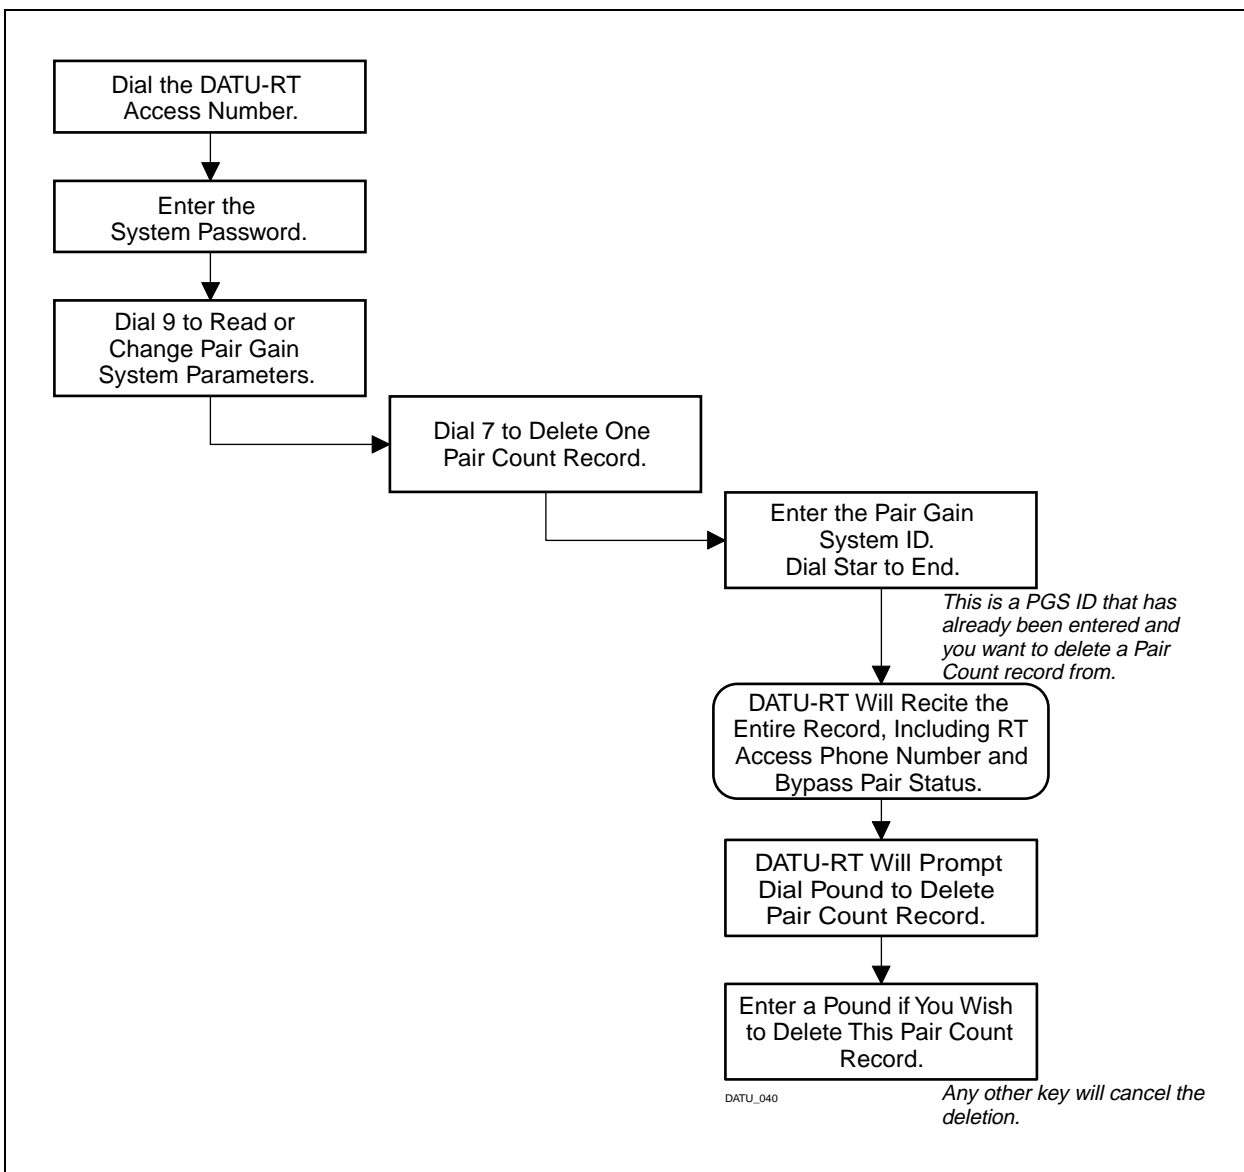 Dial the DATU-RT
Access Number.
Enter the
System Password.
Dial 9 to Read or
Change Pair Gain
System Parameters.
Dial 7 to Delete One
Pair Count Record.
Enter the Pair Gain
System ID.
Dial Star to End.
This is a PGS ID that has
already been entered and
you want to delete a Pair
Count record from.
DATU-RT Will Recite the
Entire Record, Including RT
Access Phone Number and
Bypass Pair Status.
DATU-RT Will Prompt
Dial Pound to Delete
Pair Count Record.
Enter a Pound if You Wish
to Delete This Pair Count
Record.
DATU_040
Any other key will cancel the
deletion.